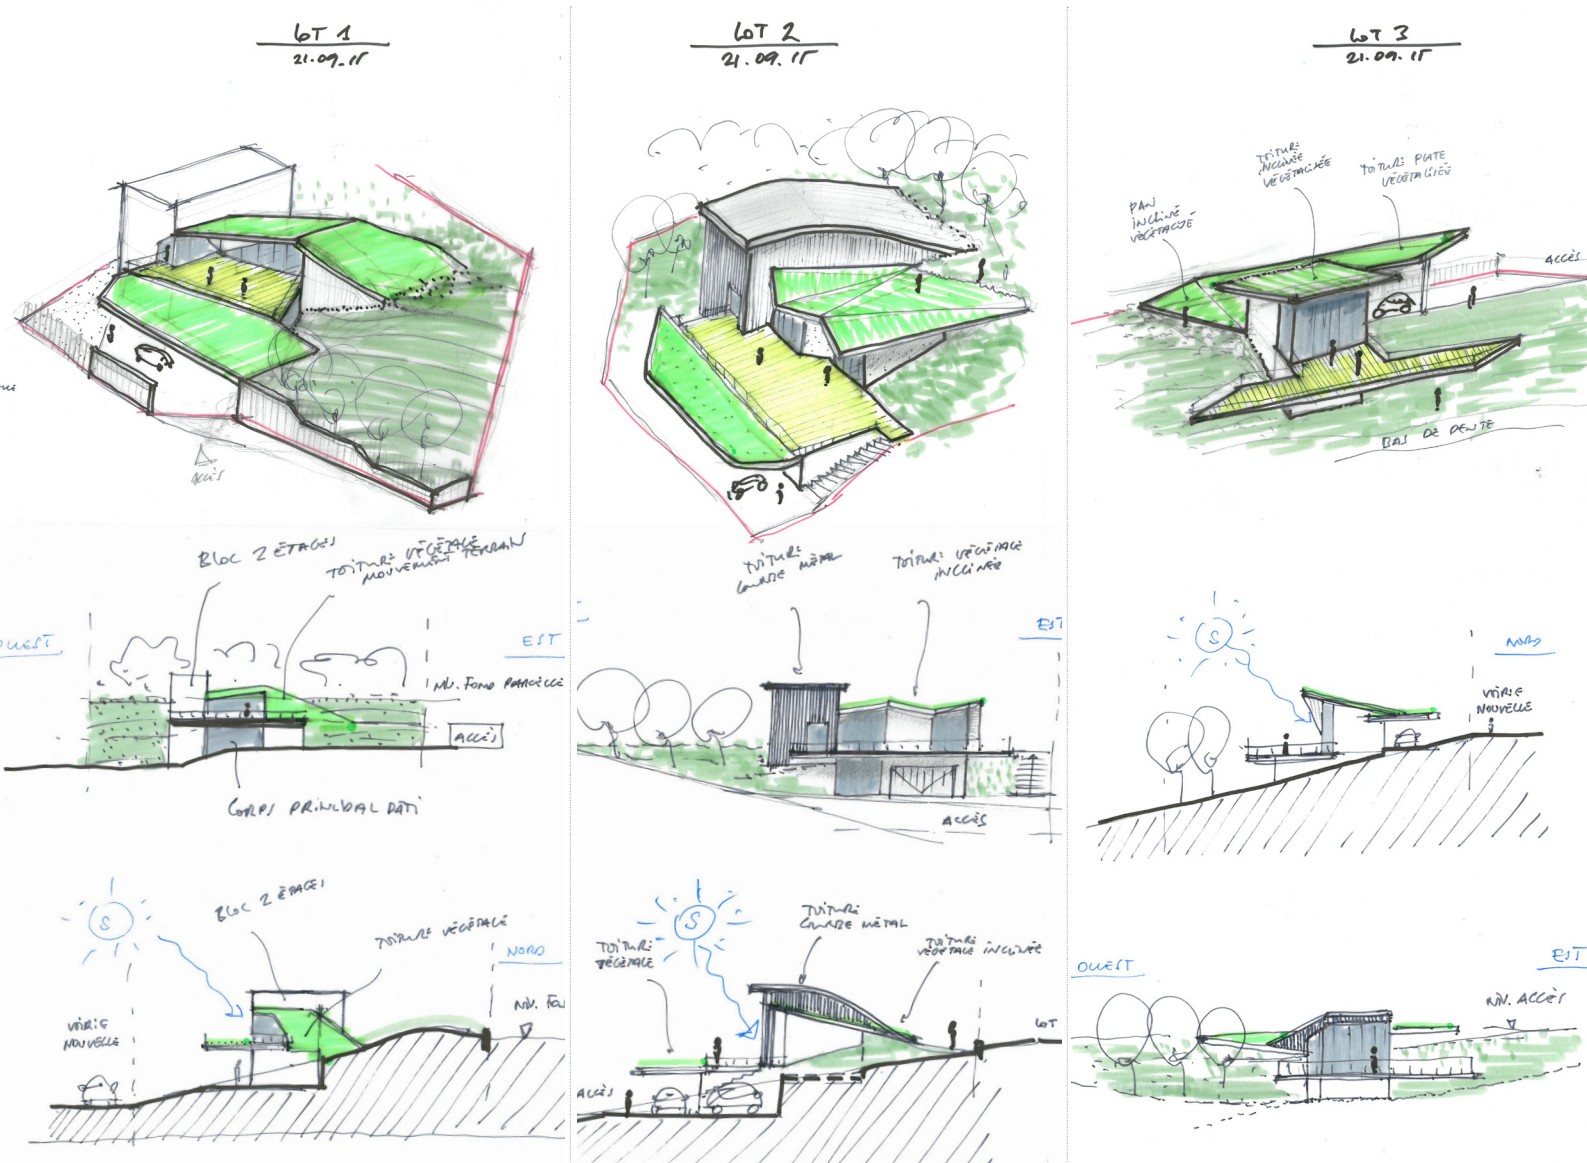 LOT 1
21.09.15
ACCÈS
BLOC 2 ÉTAGES
TOITURE VÉGÉTALE
MOUVEMENT TERRAIN
OUEST
EST
NIV. FOND PARCELLE
ACCÈS
CORPS PRINCIPAL BATI
BLOC 2 ÉTAGES
TOITURE VÉGÉTALE
S
NORD
VOIRIE
NOUVELLE
NIV. FON
LOT 2
21.09.15
TOITURE
COURBE MÉTAL
TOITURE VÉGÉTALE
INCLINÉE
EST
ACCÈS
S
TOITURE
COURBE MÉTAL
TOITURE
VÉGÉTALE
TOITURE
VÉGÉTALE INCLINÉE
LOT
ACCÈS
LOT 3
21.09.15
TOITURE
INCLINÉE
VÉGÉTALISÉE
TOITURE PLATE
VÉGÉTALISÉE
PAN
INCLINÉ
VÉGÉTALISÉ
ACCÈS
BAS DE PENTE
S
NORD
VOIRIE
NOUVELLE
OUEST
EST
NIV. ACCÈS